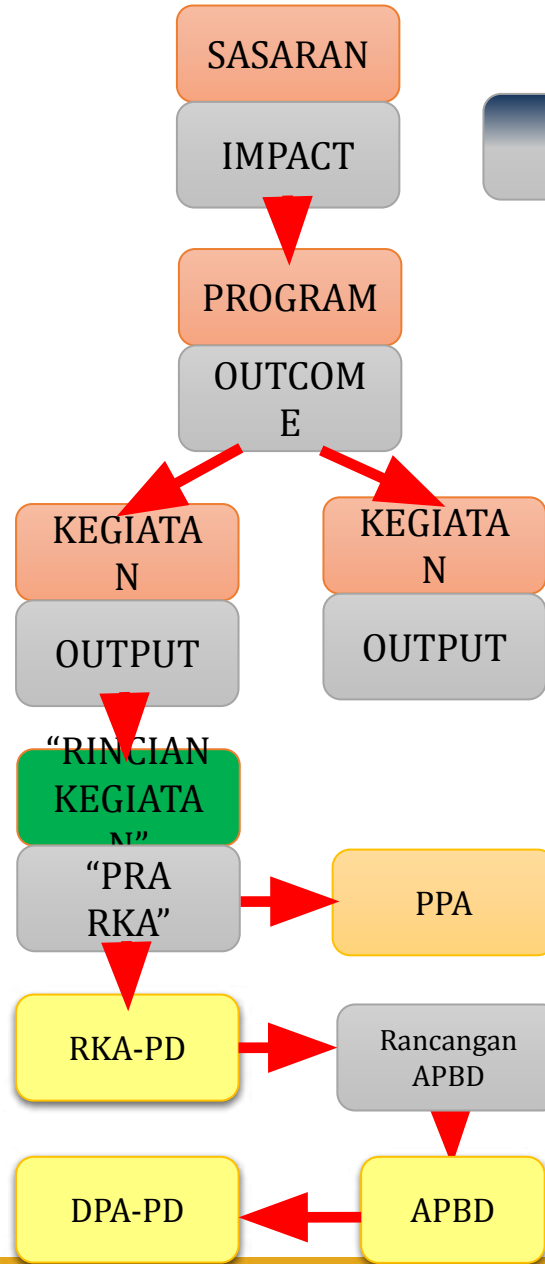 SASARAN
IMPACT
PROGRAM
OUTCOM
E
KEGIATA
N
OUTPUT
KEGIATA
N
OUTPUT
“RINCIAN
KEGIATA
N”
“PRA
RKA”
PPA
RKA-PD
Rancangan
APBD
DPA-PD
APBD